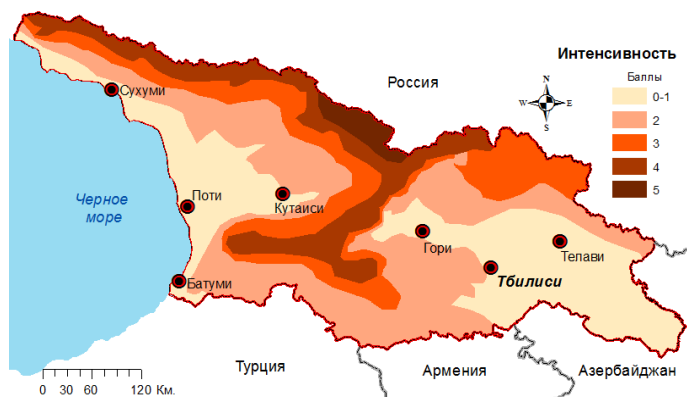 Интенсивность
Баллы
0-1
2
3
4
5
Россия
N
W E
S
Сухуми
Черное
море
Поти
Кутаиси
Гори
Телави
Тбилиси
Батуми
Турция
Армения
Азербайджан
0 30 60 120 Км.